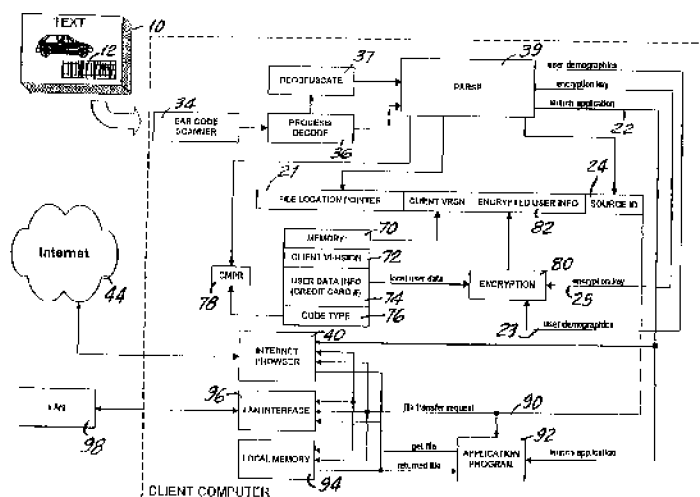 TEXT
10
12
37
39
user demographics
PARSE
encryption key
34
launch application
BAR CODE SCANNER
PROCESS DECODE
22
36
21
24
FILE LOCATION POINTER
CLIENT VRSN
ENCRYPTED USER INFO
SOURCE ID
70
82
MEMORY
Internet
CLIENT VERSION
72
80
44
CMPR
USER DATA INFO
(CREDIT CARD #)
local user data
ENCRYPTION
encryption key
78
74
25
CODE TYPE
76
23
user demographics
40
INTERNET BROWSER
96
LAN INTERFACE
file transfer request
90
LAN
98
get file
92
LOCAL MEMORY
APPLICATION PROGRAM
launch application
returned file
94
CLIENT COMPUTER